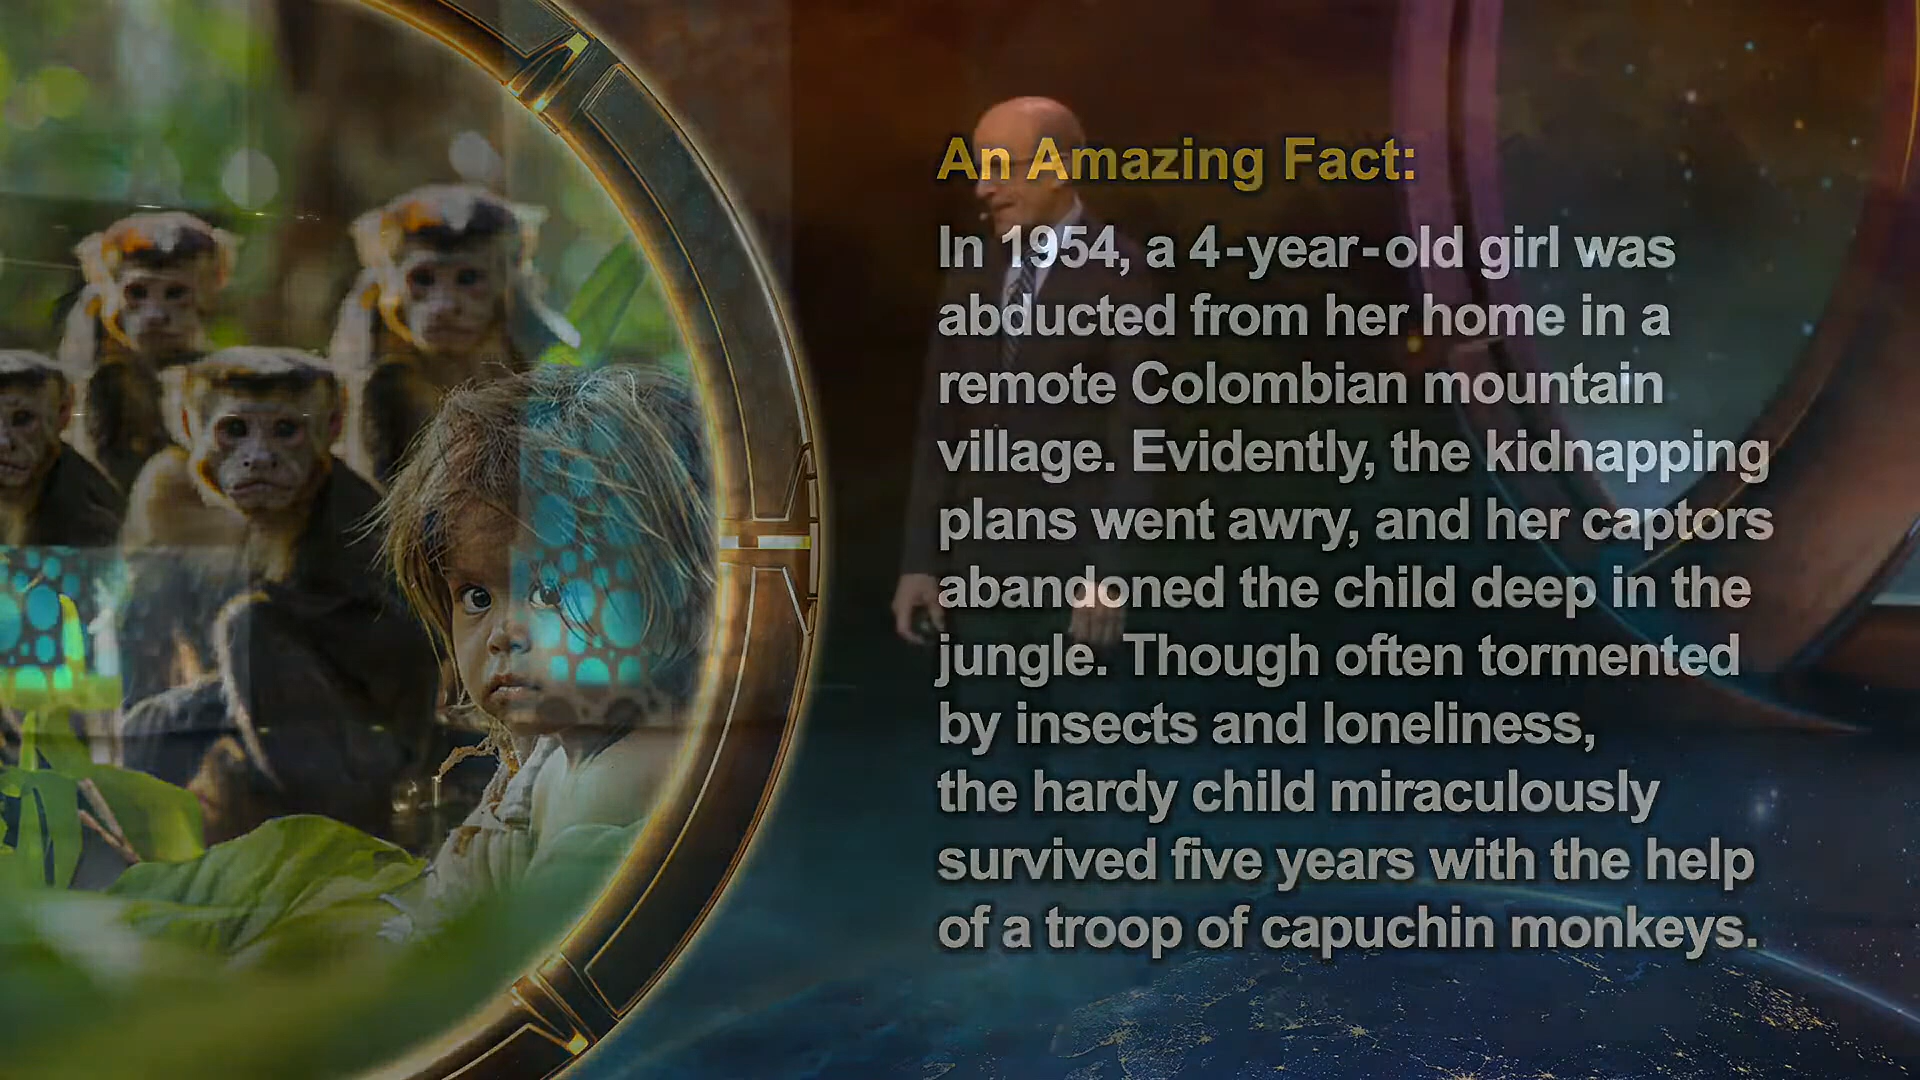 An Amazing Fact:
In 1954, a 4-year-old girl was
abducted from her home in a
remote Colombian mountain
village. Evidently, the kidnapping
plans went awry, and her captors
abandoned the child deep in the
jungle. Though often tormented
by insects and loneliness,
the hardy child miraculously
survived five years with the help
of a troop of capuchin monkeys.